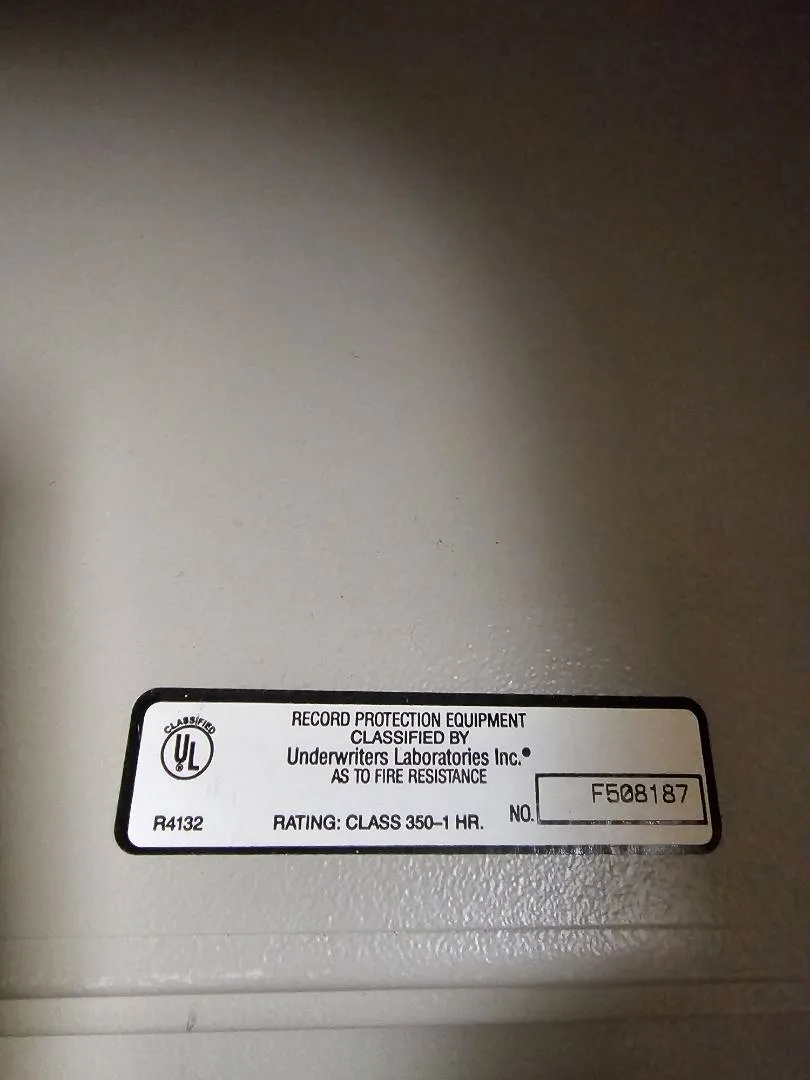 CLASSIFIED
UL®
RECORD PROTECTION EQUIPMENT
CLASSIFIED BY
Underwriters Laboratories Inc.®
AS TO FIRE RESISTANCE
R4132
RATING: CLASS 350–1 HR.
NO. F508187